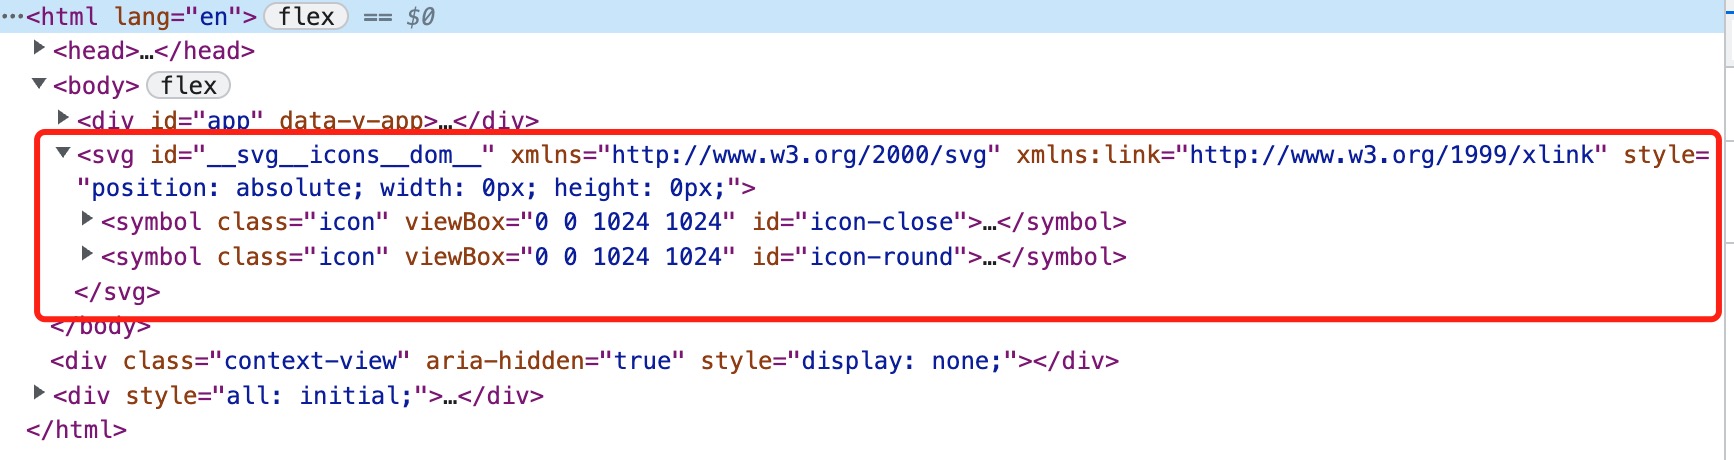 …<html lang="en"> flex == $0
<head>…</head>
<body> flex
<div id="app" data-v-app>…</div>
<svg id="__svg__icons__dom__" xmlns="http://www.w3.org/2000/svg" xmlns:link="http://www.w3.org/1999/xlink" style=
"position: absolute; width: 0px; height: 0px;">
<symbol class="icon" viewBox="0 0 1024 1024" id="icon-close">…</symbol>
<symbol class="icon" viewBox="0 0 1024 1024" id="icon-round">…</symbol>
</svg>
</body>
<div class="context-view" aria-hidden="true" style="display: none;"></div>
<div style="all: initial;">…</div>
</html>